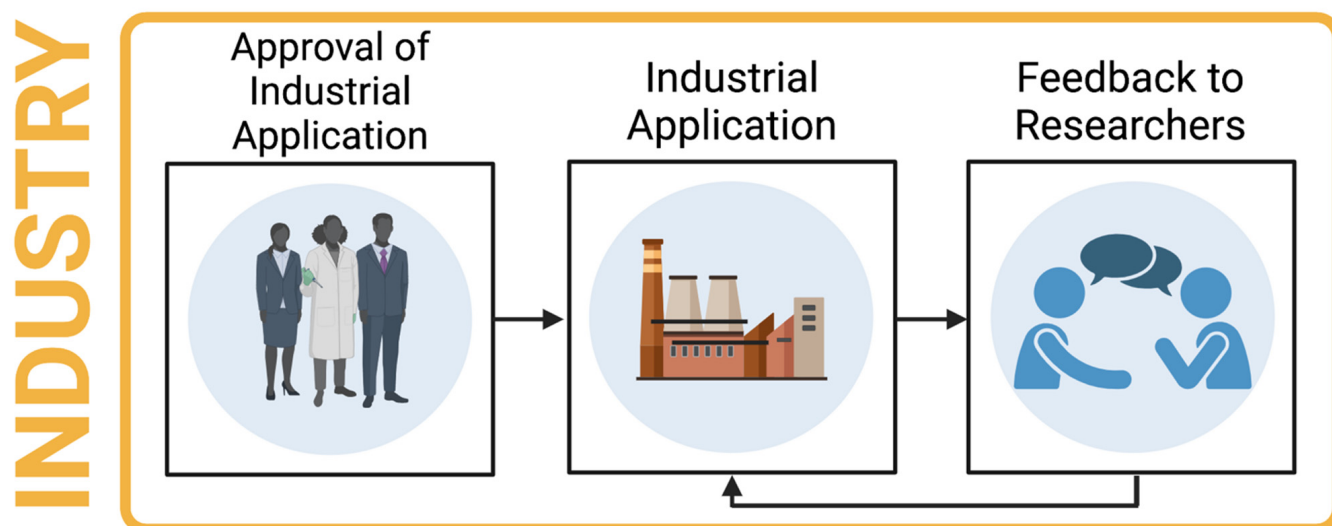 INDUSTRY
Approval of
Industrial
Application
Industrial
Application
Feedback to
Researchers